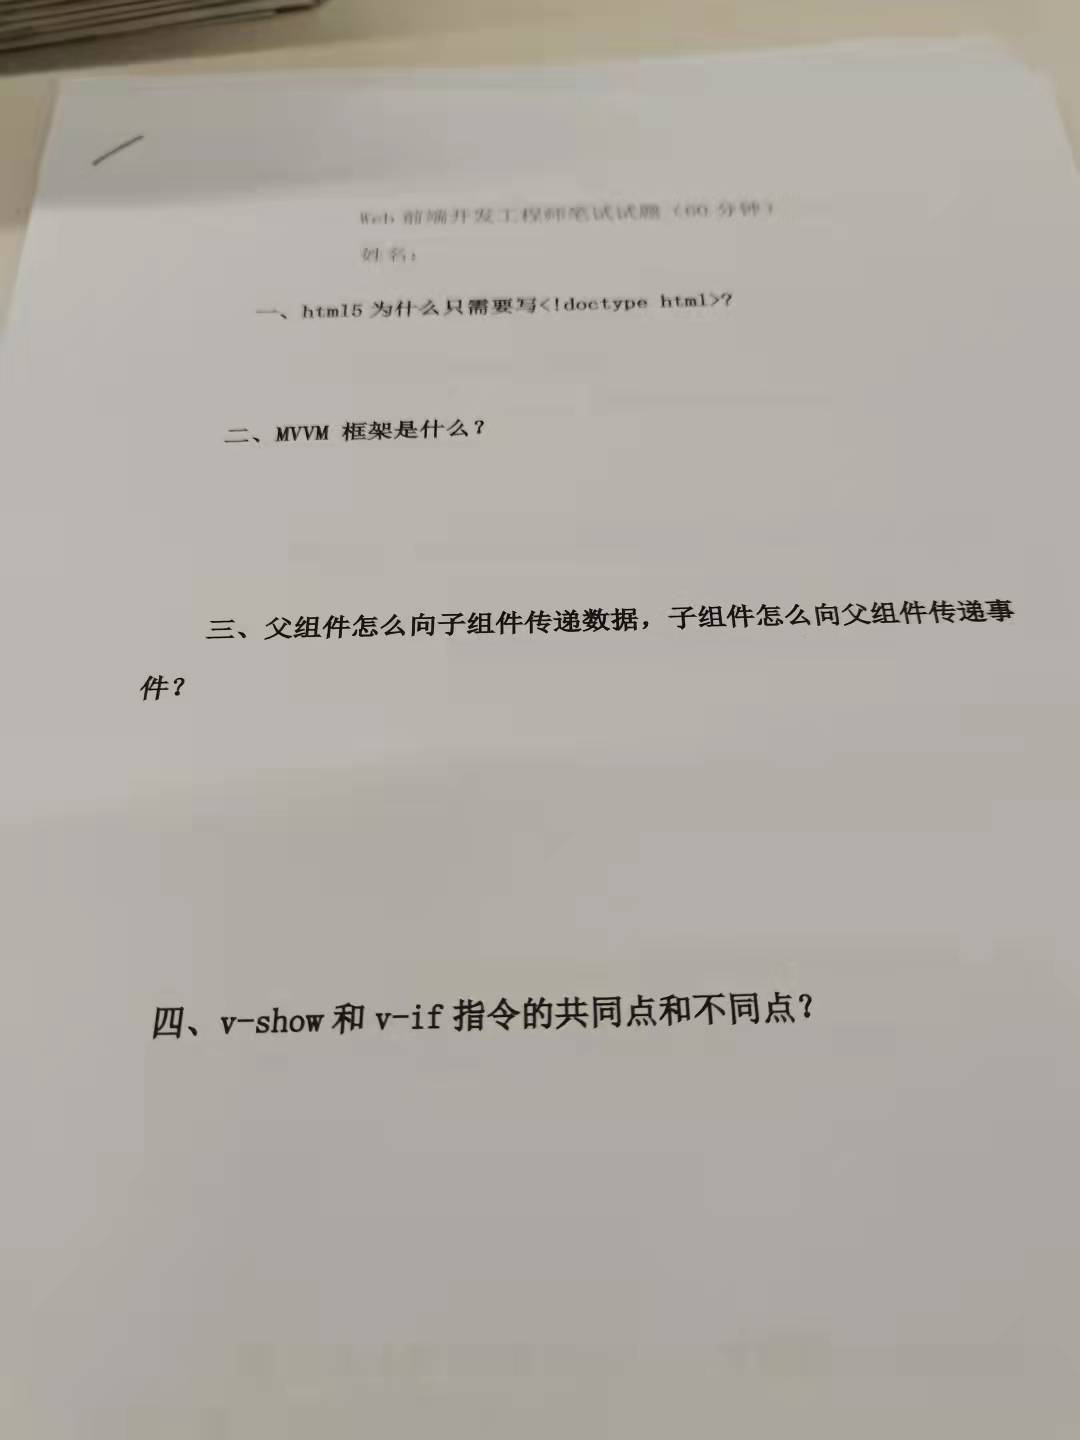 Web 前端开发工程师笔试试题（60 分钟）
姓名：
一、html5 为什么只需要写<!doctype html>?
二、MVVM 框架是什么？
三、父组件怎么向子组件传递数据，子组件怎么向父组件传递事
件？
四、v-show 和 v-if 指令的共同点和不同点？